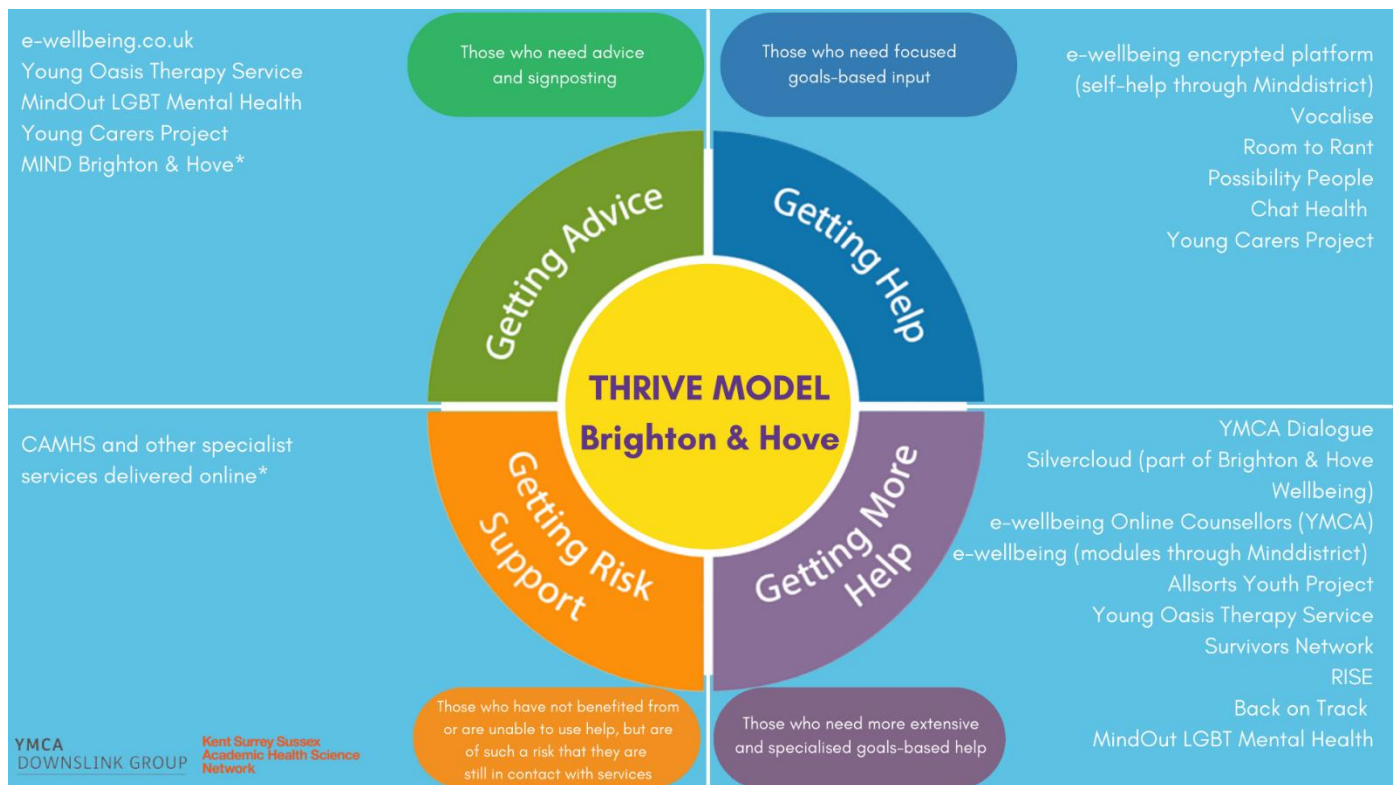 e-wellbeing.co.uk
Young Oasis Therapy Service
MindOut LGBT Mental Health
Young Carers Project
MIND Brighton & Hove*
Those who need advice
and signposting
Those who need focused
goals-based input
e-wellbeing encrypted platform
(self-help through Minddistrict)
Vocalise
Room to Rant
Possibility People
Chat Health
Young Carers Project
Getting Advice
Getting Help
THRIVE MODEL
Brighton & Hove
CAMHS and other specialist
services delivered online*
Getting Risk
Support
Getting More
Help
YMCA Dialogue
Silvercloud (part of Brighton & Hove
Wellbeing)
e-wellbeing Online Counsellors (YMCA)
e-wellbeing (modules through Minddistrict)
Allsorts Youth Project
Young Oasis Therapy Service
Survivors Network
RISE
Back on Track
MindOut LGBT Mental Health
Those who have not benefited from
or are unable to use help, but are
of such a risk that they are
still in contact with services
Those who need more extensive
and specialised goals-based help
YMCA
DOWNSLINK GROUP
Kent Surrey Sussex
Academic Health Science
Network